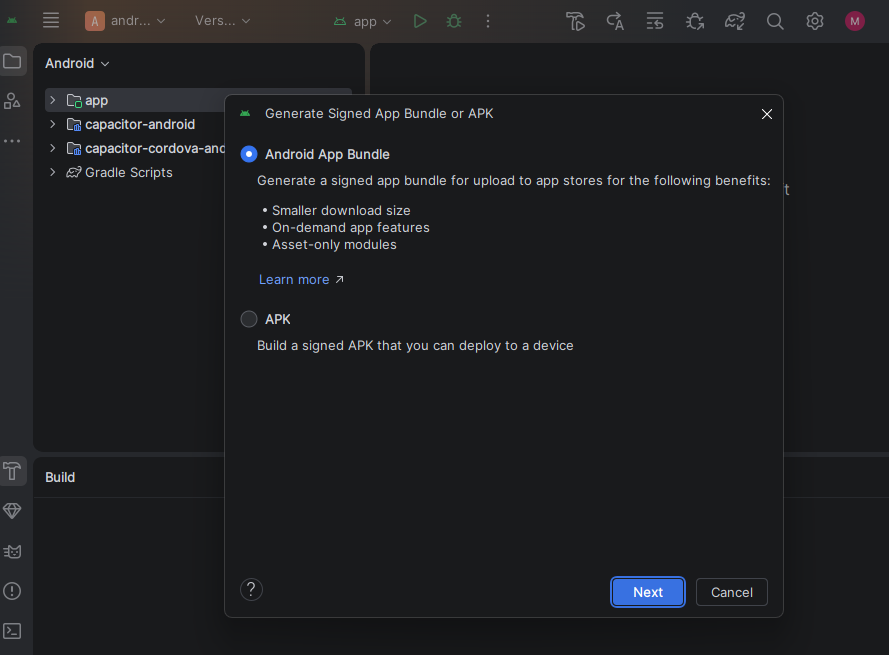 A andr... Vers... app M
Android
app
capacitor-android
capacitor-cordova-and
Gradle Scripts
Generate Signed App Bundle or APK
Android App Bundle
Generate a signed app bundle for upload to app stores for the following benefits:
• Smaller download size
• On-demand app features
• Asset-only modules
Learn more ↗
APK
Build a signed APK that you can deploy to a device
t
Build
? Next Cancel